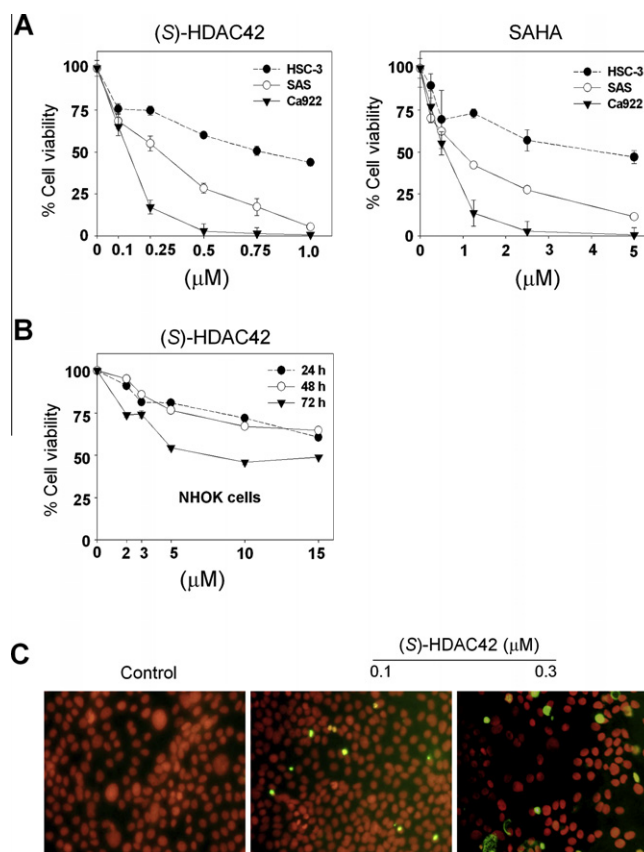 A
(S)-HDAC42
SAHA
100
75
50
25
0
% Cell viability
HSC-3
SAS
Ca922
0 0.1 0.25 0.5 0.75 1.0
(μM)
100
75
50
25
0
% Cell viability
HSC-3
SAS
Ca922
0 1 2 3 4 5
(μM)
B
(S)-HDAC42
100
75
50
25
0
% Cell viability
24 h
48 h
72 h
NHOK cells
0 2 3 5 10 15
(μM)
C
(S)-HDAC42 (μM)
Control
0.1
0.3